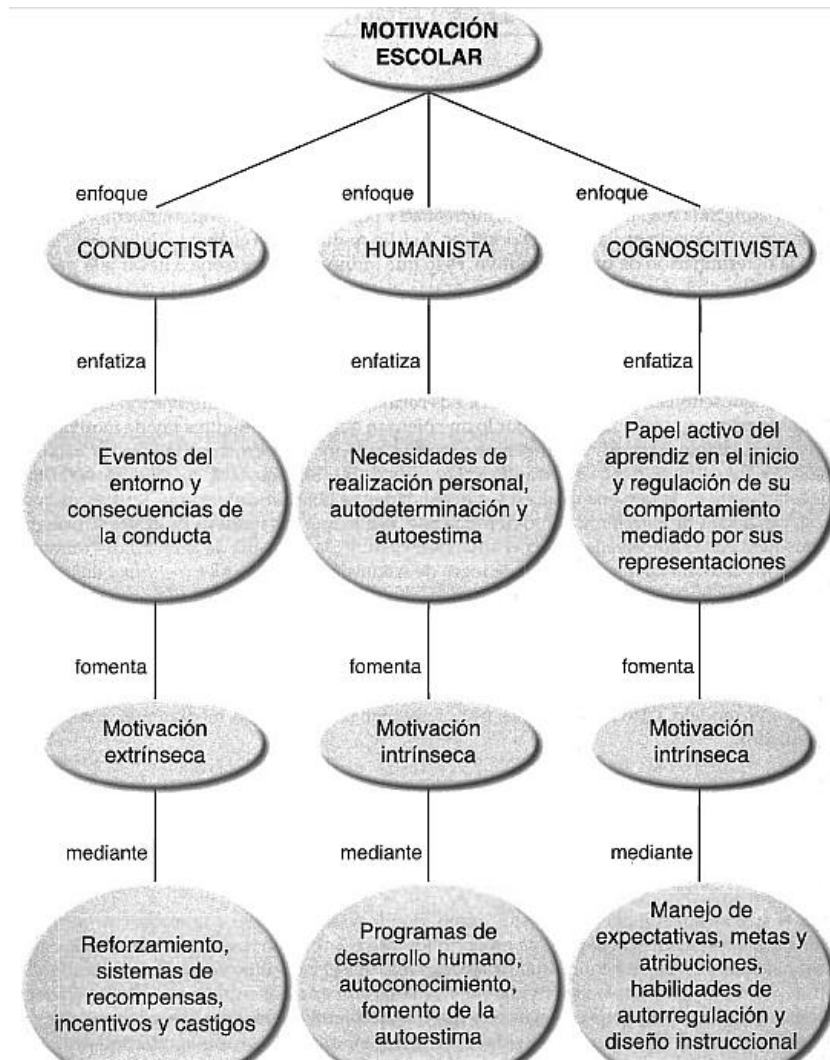 MOTIVACIÓN
ESCOLAR
enfoque
enfoque
enfoque
CONDUCTISTA
HUMANISTA
COGNOSCITIVISTA
enfatiza
enfatiza
enfatiza
Eventos del
entorno y
consecuencias de
la conducta
Necesidades de
realización personal,
autodeterminación y
autoestima
Papel activo del
aprendiz en el inicio
y regulación de su
comportamiento
mediado por sus
representaciones
fomenta
fomenta
fomenta
Motivación
extrínseca
Motivación
intrínseca
Motivación
intrínseca
mediante
mediante
mediante
Reforzamiento,
sistemas de
recompensas,
incentivos y castigos
Programas de
desarrollo humano,
autoconocimiento,
fomento de la
autoestima
Manejo de
expectativas, metas y
atribuciones,
habilidades de
autorregulación y
diseño instruccional